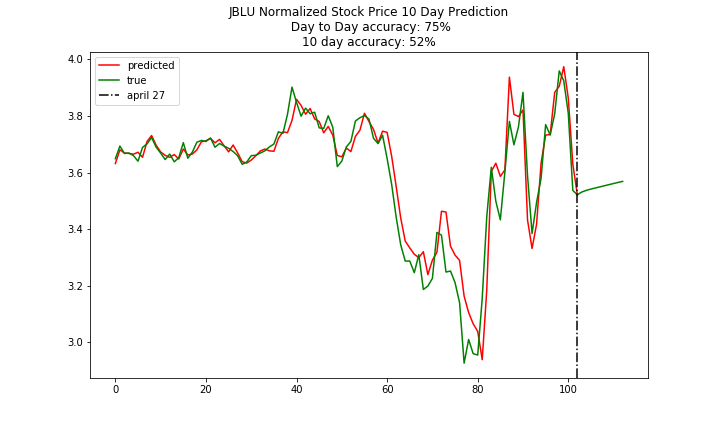 JBLU Normalized Stock Price 10 Day Prediction
Day to Day accuracy: 75%
10 day accuracy: 52%
predicted
true
april 27
4.0
3.8
3.6
3.4
3.2
3.0
0 20 40 60 80 100